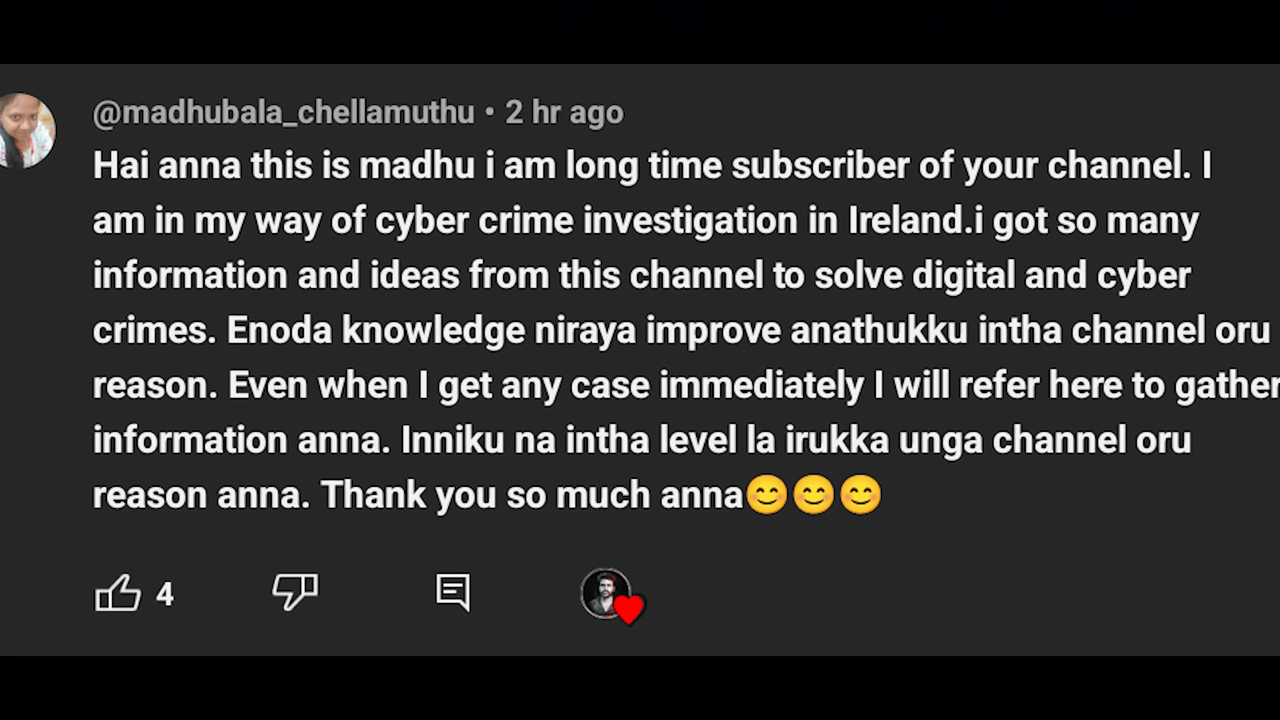 @madhubala_chellamuthu • 2 hr ago
Hai anna this is madhu i am long time subscriber of your channel. I
am in my way of cyber crime investigation in Ireland.i got so many
information and ideas from this channel to solve digital and cyber
crimes. Enoda knowledge niraya improve anathukku intha channel oru
reason. Even when I get any case immediately I will refer here to gather
information anna. Inniku na intha level la irukka unga channel oru
reason anna. Thank you so much anna😊😊😊
4